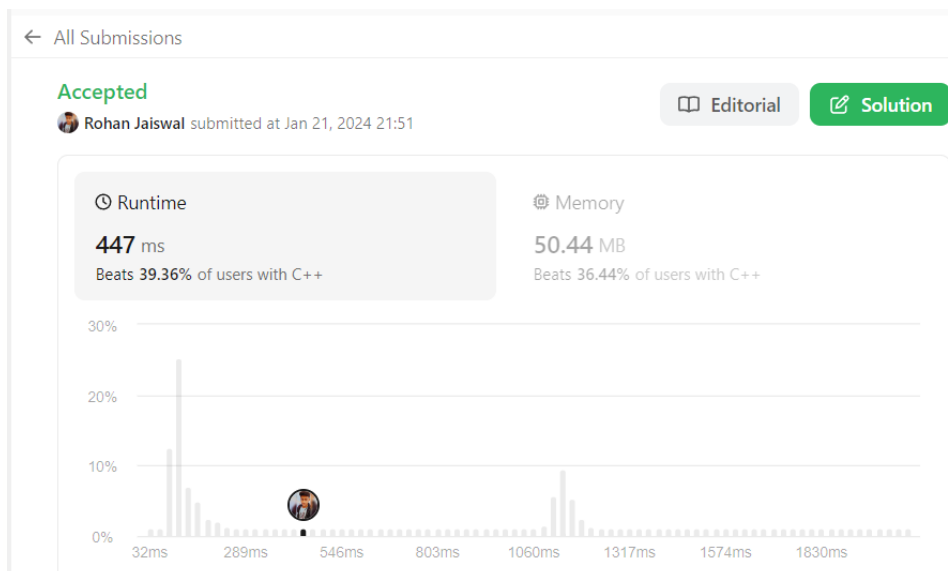 ← All Submissions
Accepted
Rohan Jaiswal submitted at Jan 21, 2024 21:51
Editorial
Solution
Runtime
447 ms
Beats 39.36% of users with C++
Memory
50.44 MB
Beats 36.44% of users with C++
30%
20%
10%
0%
32ms 289ms 546ms 803ms 1060ms 1317ms 1574ms 1830ms